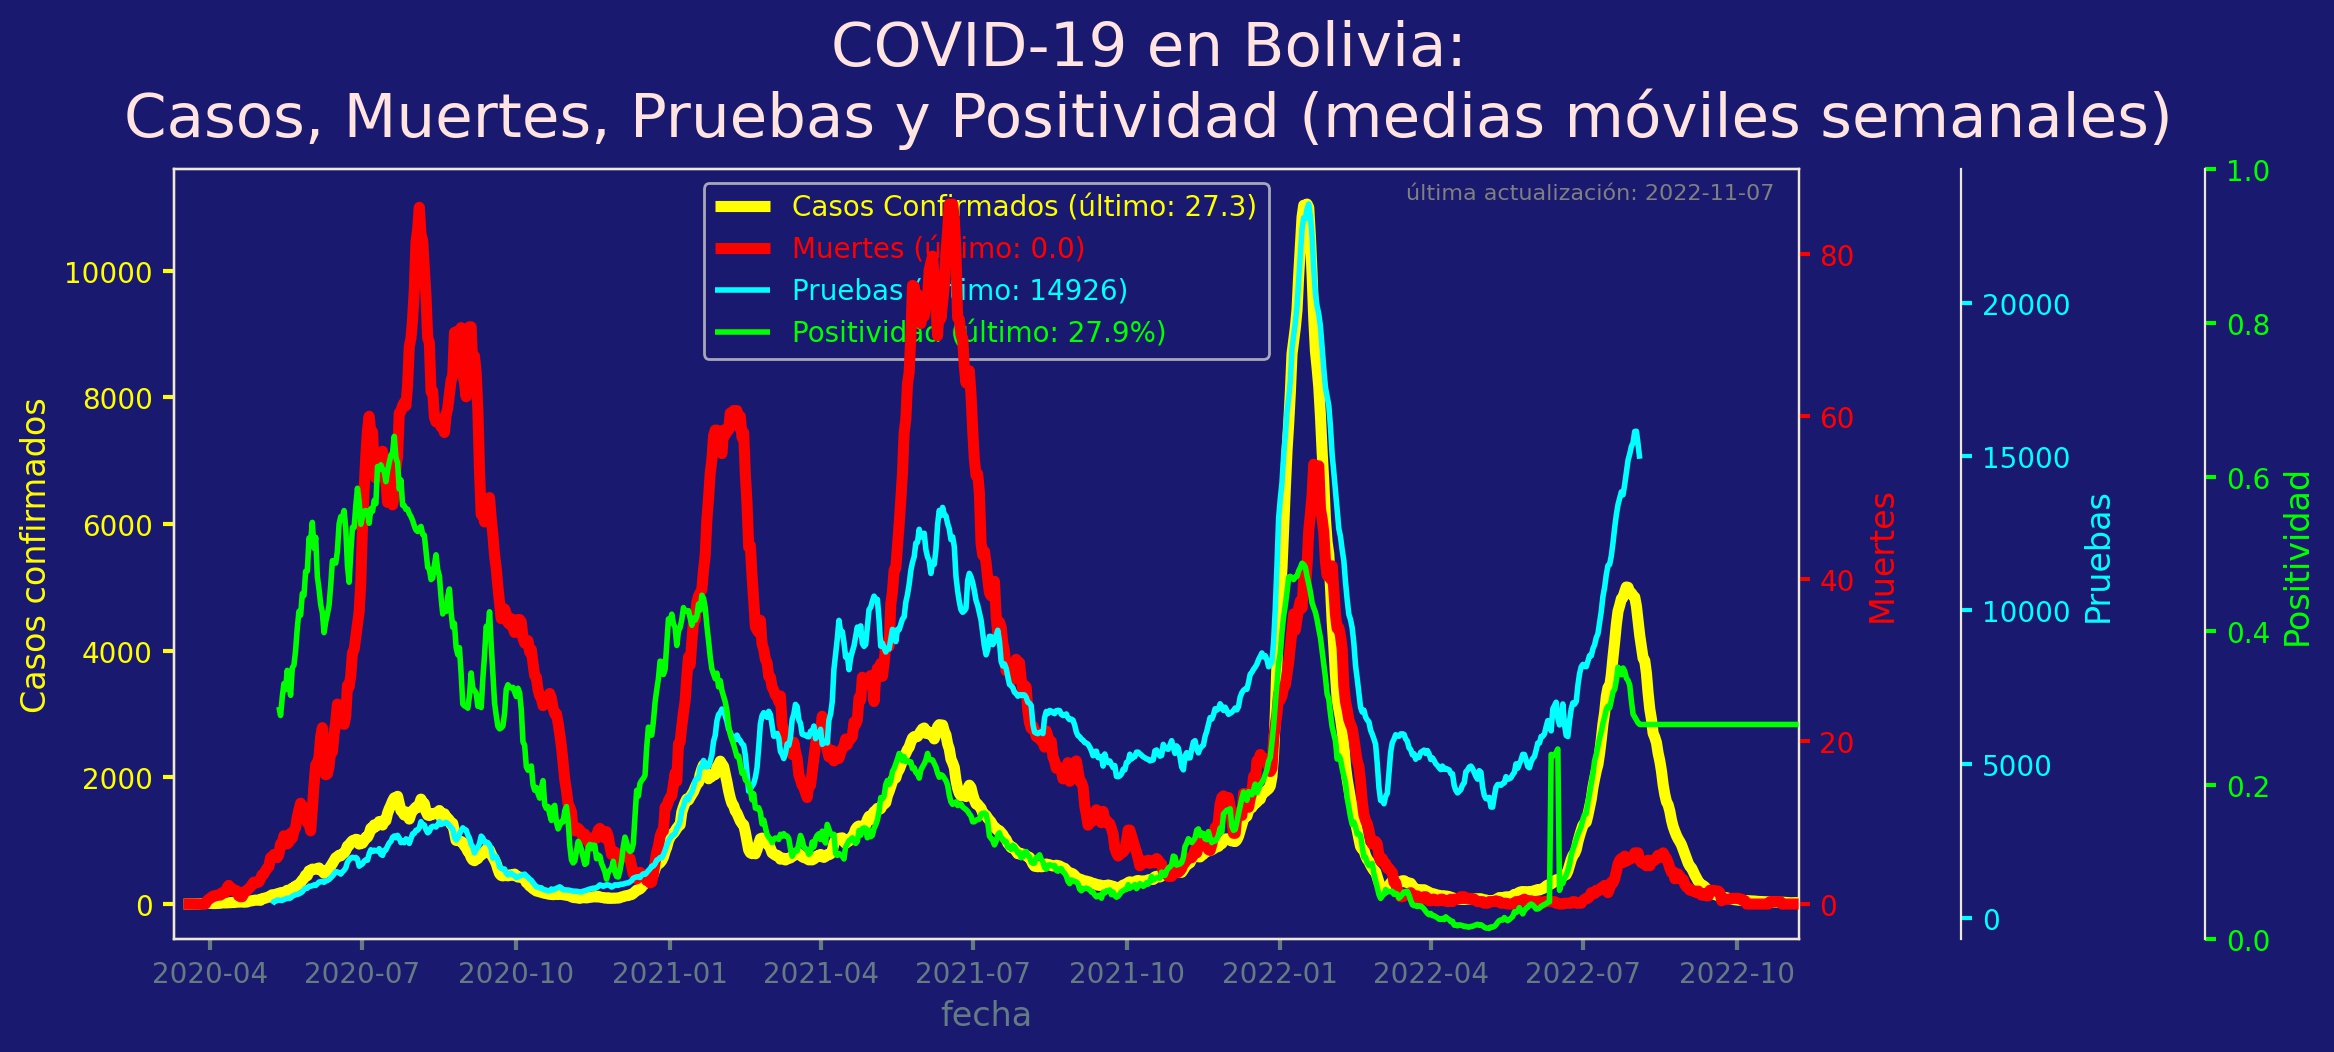 COVID-19 en Bolivia:
Casos, Muertes, Pruebas y Positividad (medias móviles semanales)
última actualización: 2022-11-07
Casos Confirmados (último: 27.3)
Muertes (último: 0.0)
Pruebas (último: 14926)
Positividad (último: 27.9%)
Casos confirmados
10000
8000
6000
4000
2000
0
80
60
40
20
0
Muertes
20000
15000
10000
5000
0
Pruebas
1.0
0.8
0.6
0.4
0.2
0.0
Positividad
2020-04 2020-07 2020-10 2021-01 2021-04 2021-07 2021-10 2022-01 2022-04 2022-07 2022-10
fecha